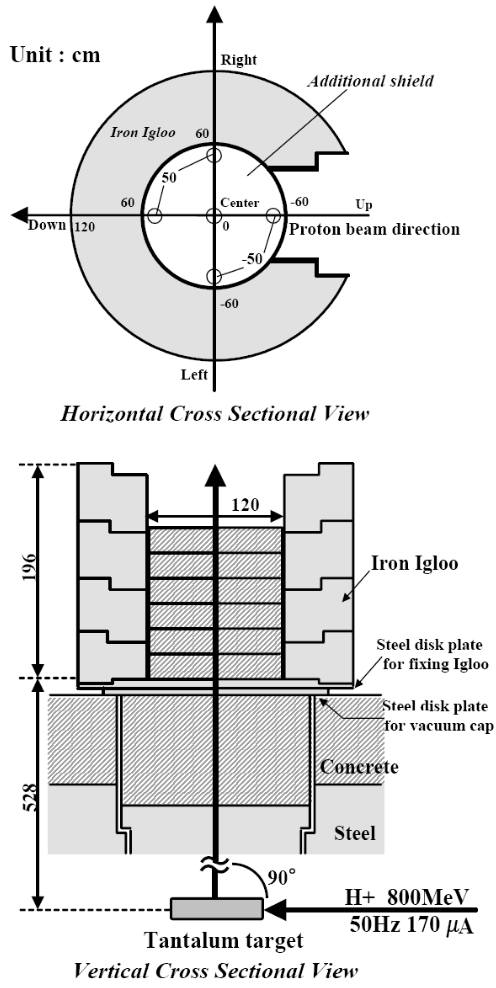 Unit : cm
Right
Additional shield
Iron Igloo
60
50
60
Center
-60
Up
Down
120
0
Proton beam direction
-50
-60
Left
Horizontal Cross Sectional View
120
196
Iron Igloo
Steel disk plate
for fixing Igloo
Steel disk plate
for vacuum cap
Concrete
528
Steel
90°
H+ 800MeV
50Hz 170 μA
Tantalum target
Vertical Cross Sectional View